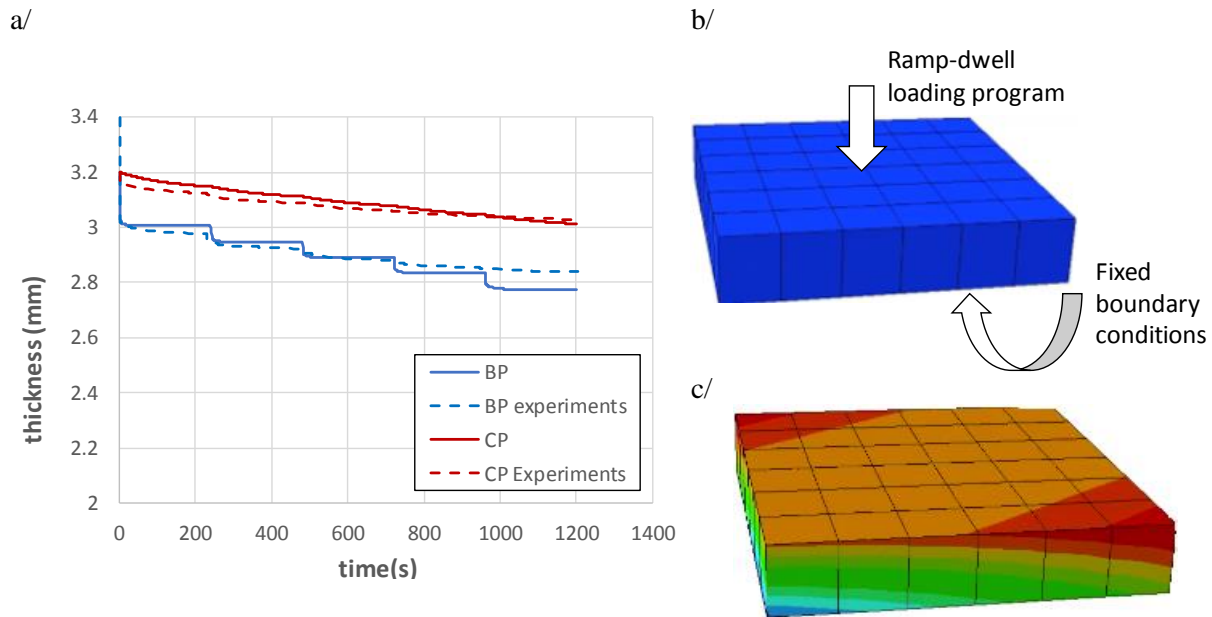 a/
3.4
3.2
3
2.8
2.6
2.4
2.2
2
thickness (mm)
0 200 400 600 800 1000 1200 1400
time(s)
BP
BP experiments
CP
CP Experiments
b/
Ramp-dwell
loading program
Fixed
boundary
conditions
c/